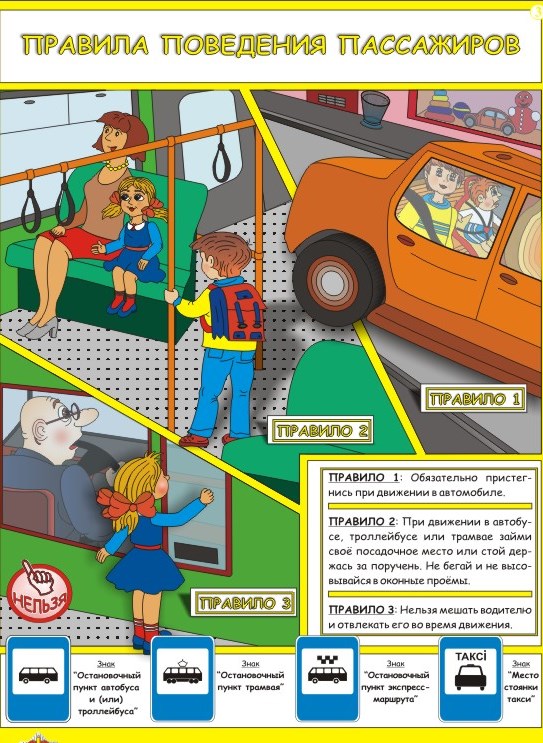 3
ПРАВИЛА ПОВЕДЕНИЯ ПАССАЖИРОВ
ПРАВИЛО 1
ПРАВИЛО 2
ПРАВИЛО 3
НЕЛЬЗЯ
ПРАВИЛО 1: Обязательно пристег-
нись при движении в автомобиле.
ПРАВИЛО 2: При движении в автобу-
се, троллейбусе или трамвае займи
своё посадочное место или стой дер-
жась за поручень. Не бегай и не высо-
вывайся в оконные проёмы.
ПРАВИЛО 3: Нельзя мешать водителю
и отвлекать его во время движения.
Знак
"Остановочный
пункт автобуса
и (или)
троллейбуса"
Знак
"Остановочный
пункт трамвая"
Знак
"Остановочный
пункт экспресс-
маршрута"
ТАКСІ
Знак
"Место
стоянки
такси"